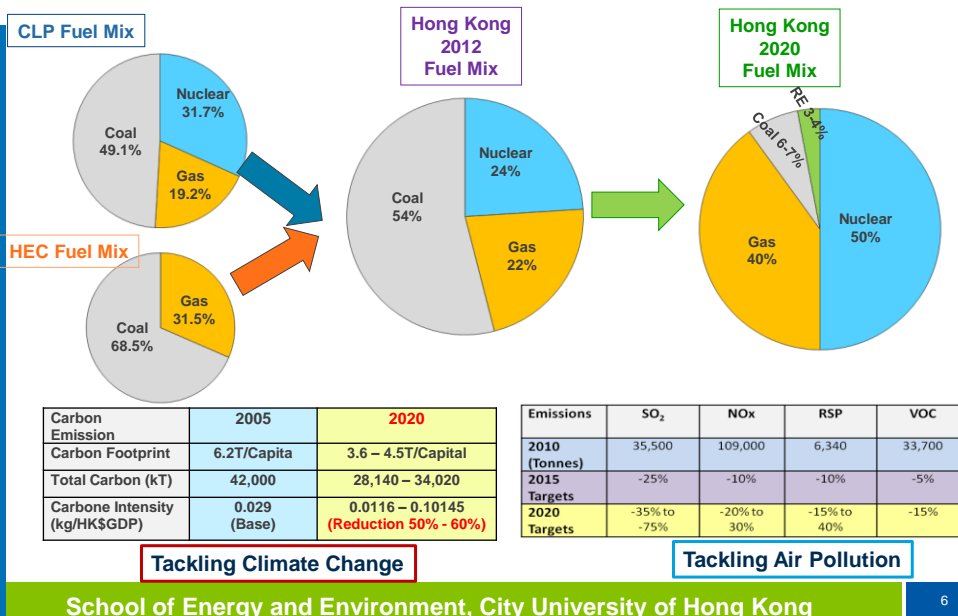 CLP Fuel Mix
Nuclear
31.7%
Coal
49.1%
Gas
19.2%
HEC Fuel Mix
Gas
31.5%
Coal
68.5%
Hong Kong
2012
Fuel Mix
Nuclear
24%
Coal
54%
Gas
22%
Hong Kong
2020
Fuel Mix
RE 3-4%
Coal 6-7%
Nuclear
50%
Gas
40%
Carbon
Emission
2005
2020
Carbon Footprint
6.2T/Capita
3.6 – 4.5T/Capital
Total Carbon (kT)
42,000
28,140 – 34,020
Carbone Intensity
(kg/HK$GDP)
0.029
(Base)
0.0116 – 0.10145
(Reduction 50% - 60%)
Tackling Climate Change
Emissions
SO₂
NOx
RSP
VOC
2010
(Tonnes)
35,500
109,000
6,340
33,700
2015
Targets
-25%
-10%
-10%
-5%
2020
Targets
-35% to
-75%
-20% to
30%
-15% to
40%
-15%
Tackling Air Pollution
School of Energy and Environment, City University of Hong Kong
6